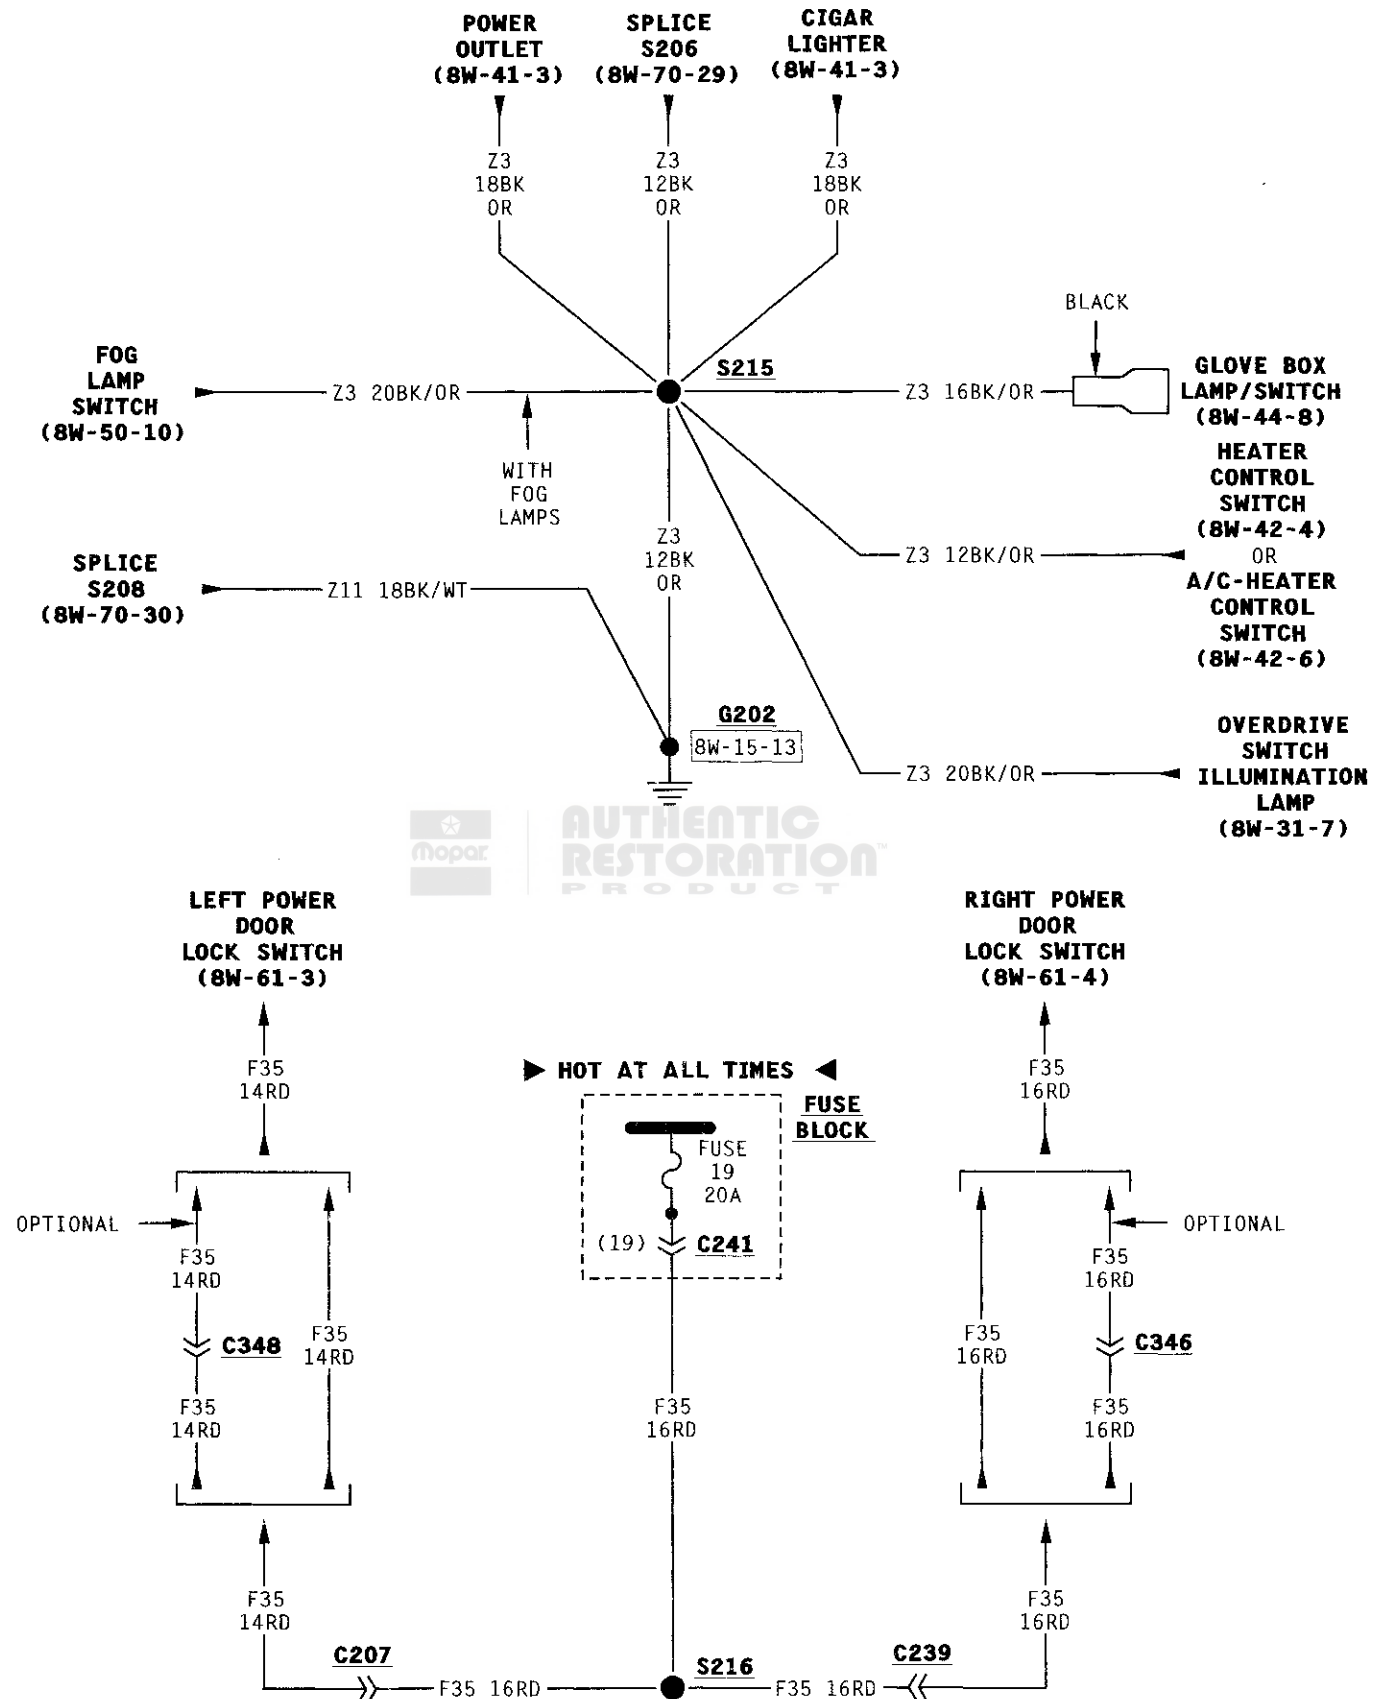 POWER
OUTLET
(8W-41-3)
SPLICE
S206
(8W-70-29)
CIGAR
LIGHTER
(8W-41-3)
Z3
18BK
OR
Z3
12BK
OR
Z3
18BK
OR
BLACK
FOG
LAMP
SWITCH
(8W-50-10)
Z3 20BK/OR
S215
Z3 16BK/OR
GLOVE BOX
LAMP/SWITCH
(8W-44-8)
WITH
FOG
LAMPS
HEATER
CONTROL
SWITCH
(8W-42-4)
OR
A/C-HEATER
CONTROL
SWITCH
(8W-42-6)
Z3 12BK/OR
Z3
12BK
OR
SPLICE
S208
(8W-70-30)
Z11 18BK/WT
G202
8W-15-13
Z3 20BK/OR
OVERDRIVE
SWITCH
ILLUMINATION
LAMP
(8W-31-7)
Mopar
AUTHENTIC
RESTORATION™
PRODUCT
LEFT POWER
DOOR
LOCK SWITCH
(8W-61-3)
RIGHT POWER
DOOR
LOCK SWITCH
(8W-61-4)
F35
14RD
HOT AT ALL TIMES
F35
16RD
FUSE
BLOCK
FUSE
19
20A
(19)
C241
OPTIONAL
F35
14RD
C348
F35
14RD
F35
14RD
F35
16RD
F35
16RD
OPTIONAL
F35
16RD
C346
F35
16RD
F35
14RD
F35
16RD
C207
F35 16RD
S216
F35 16RD
C239